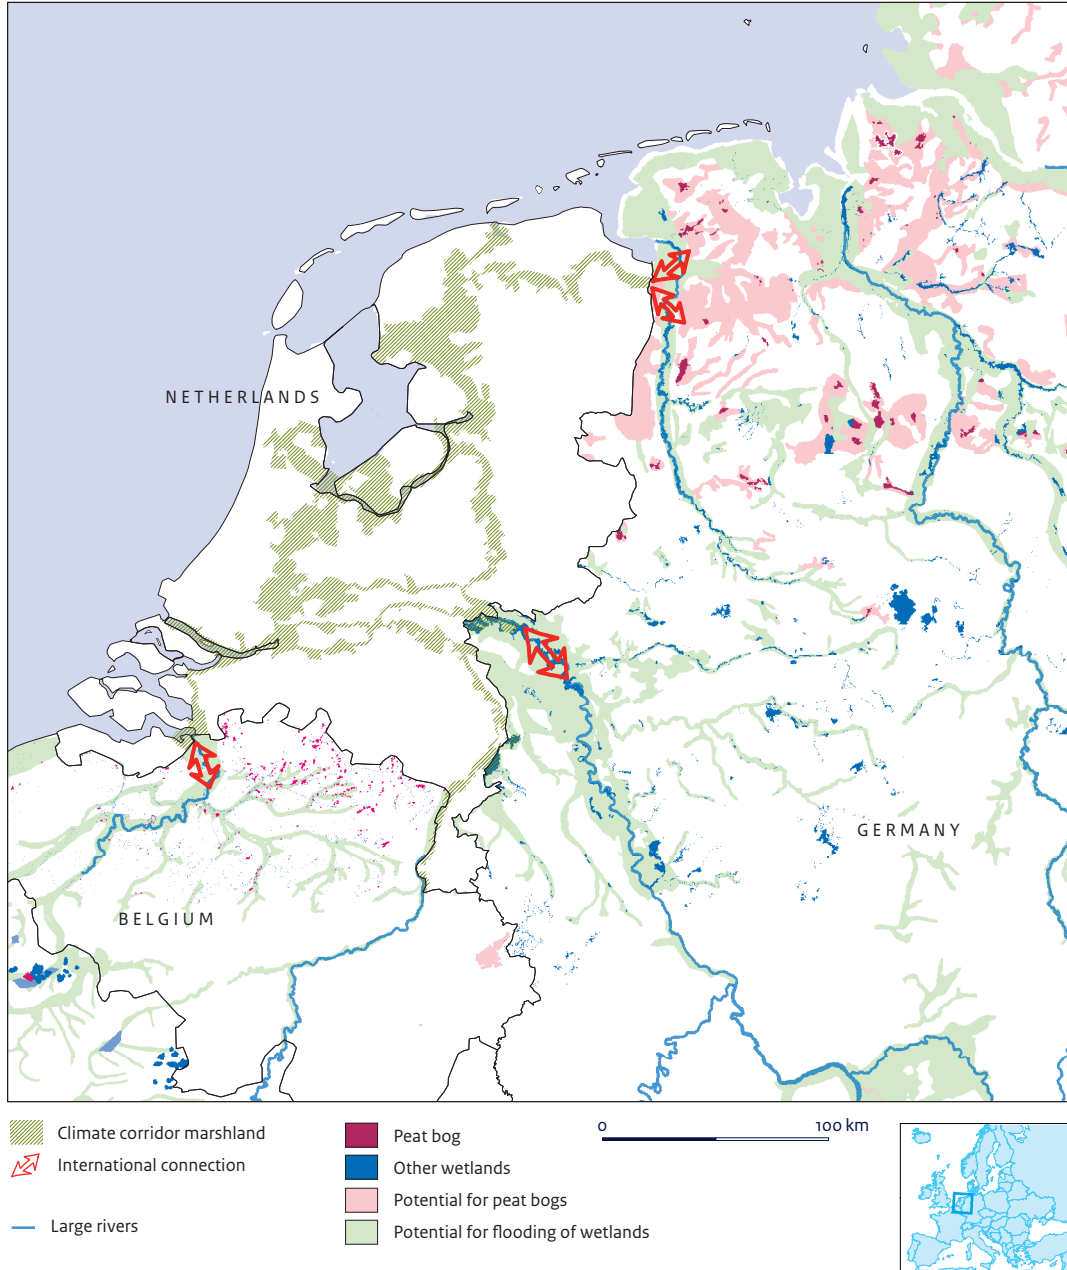 NETHERLANDS
GERMANY
BELGIUM
Climate corridor marshland
International connection
Large rivers
Peat bog
Other wetlands
Potential for peat bogs
Potential for flooding of wetlands
0 100 km